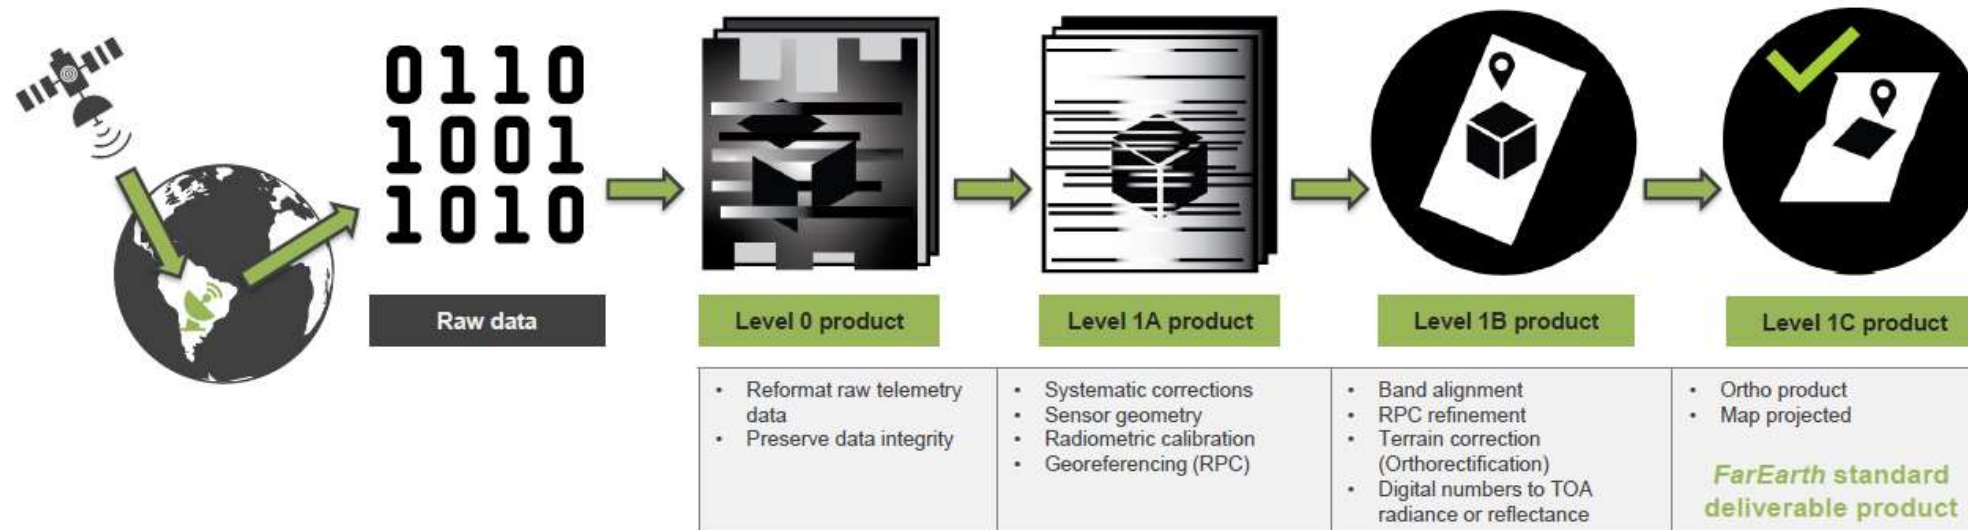 0110
1001
1010
Raw data
Level 0 product
Level 1A product
Level 1B product
Level 1C product
• Reformat raw telemetry
data
• Preserve data integrity
• Systematic corrections
• Sensor geometry
• Radiometric calibration
• Georeferencing (RPC)
• Band alignment
• RPC refinement
• Terrain correction
(Orthorectification)
• Digital numbers to TOA
radiance or reflectance
• Ortho product
• Map projected
FarEarth standard
deliverable product